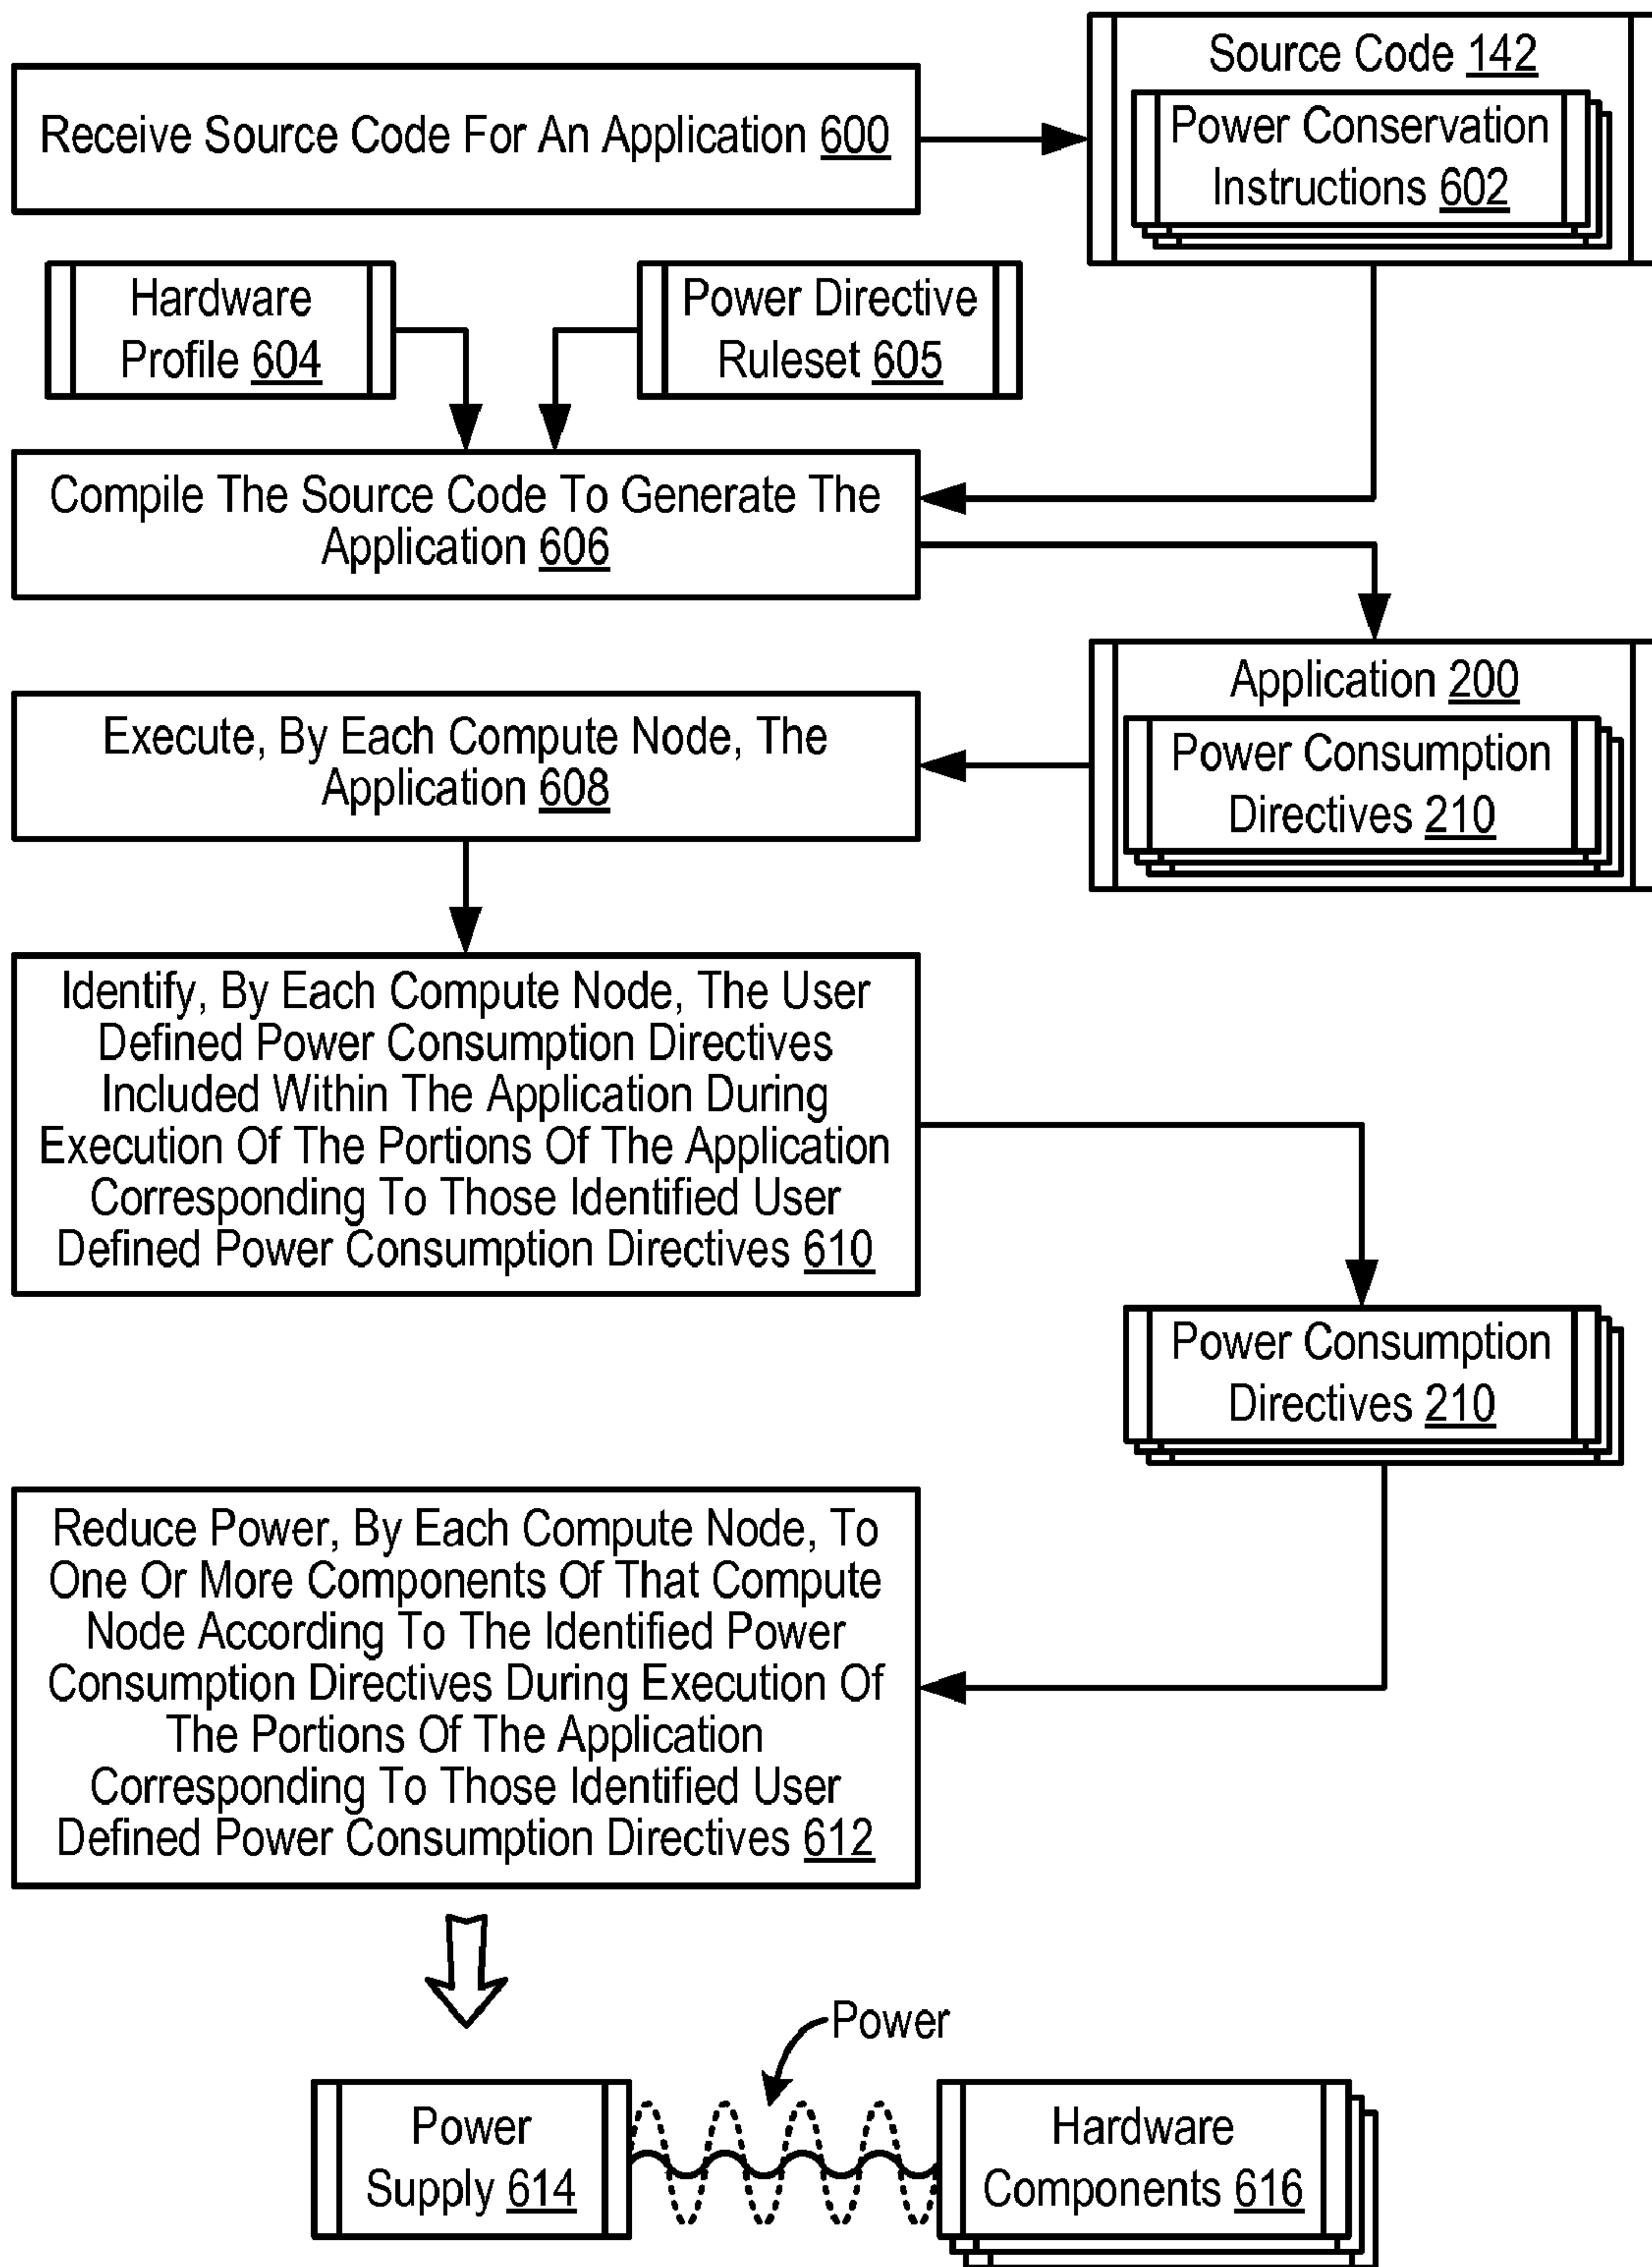 Receive Source Code For An Application 600
Source Code 142
Power Conservation
Instructions 602
Hardware
Profile 604
Power Directive
Ruleset 605
Compile The Source Code To Generate The
Application 606
Application 200
Power Consumption
Directives 210
Execute, By Each Compute Node, The
Application 608
Identify, By Each Compute Node, The User
Defined Power Consumption Directives
Included Within The Application During
Execution Of The Portions Of The Application
Corresponding To Those Identified User
Defined Power Consumption Directives 610
Power Consumption
Directives 210
Reduce Power, By Each Compute Node, To
One Or More Components Of That Compute
Node According To The Identified Power
Consumption Directives During Execution Of
The Portions Of The Application
Corresponding To Those Identified User
Defined Power Consumption Directives 612
Power
Power
Supply 614
Hardware
Components 616